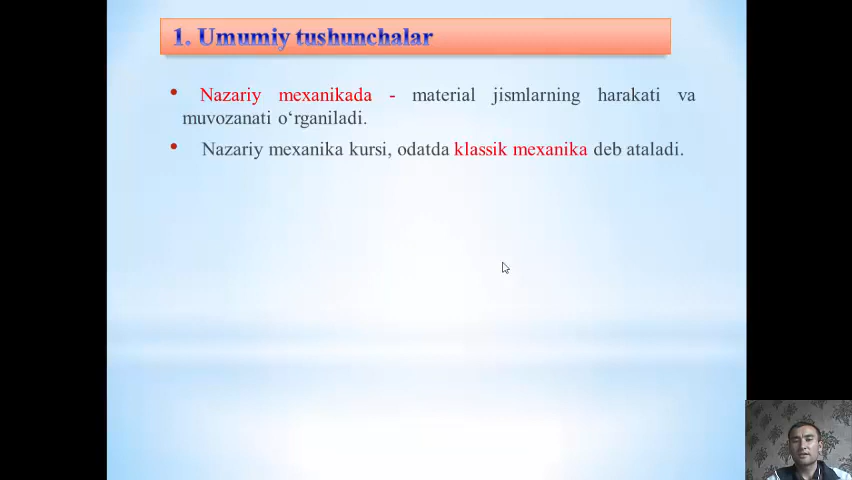 1. Umumiy tushunchalar
• Nazariy mexanikada - material jismlarning harakati va
muvozanati o‘rganiladi.
• Nazariy mexanika kursi, odatda klassik mexanika deb ataladi.